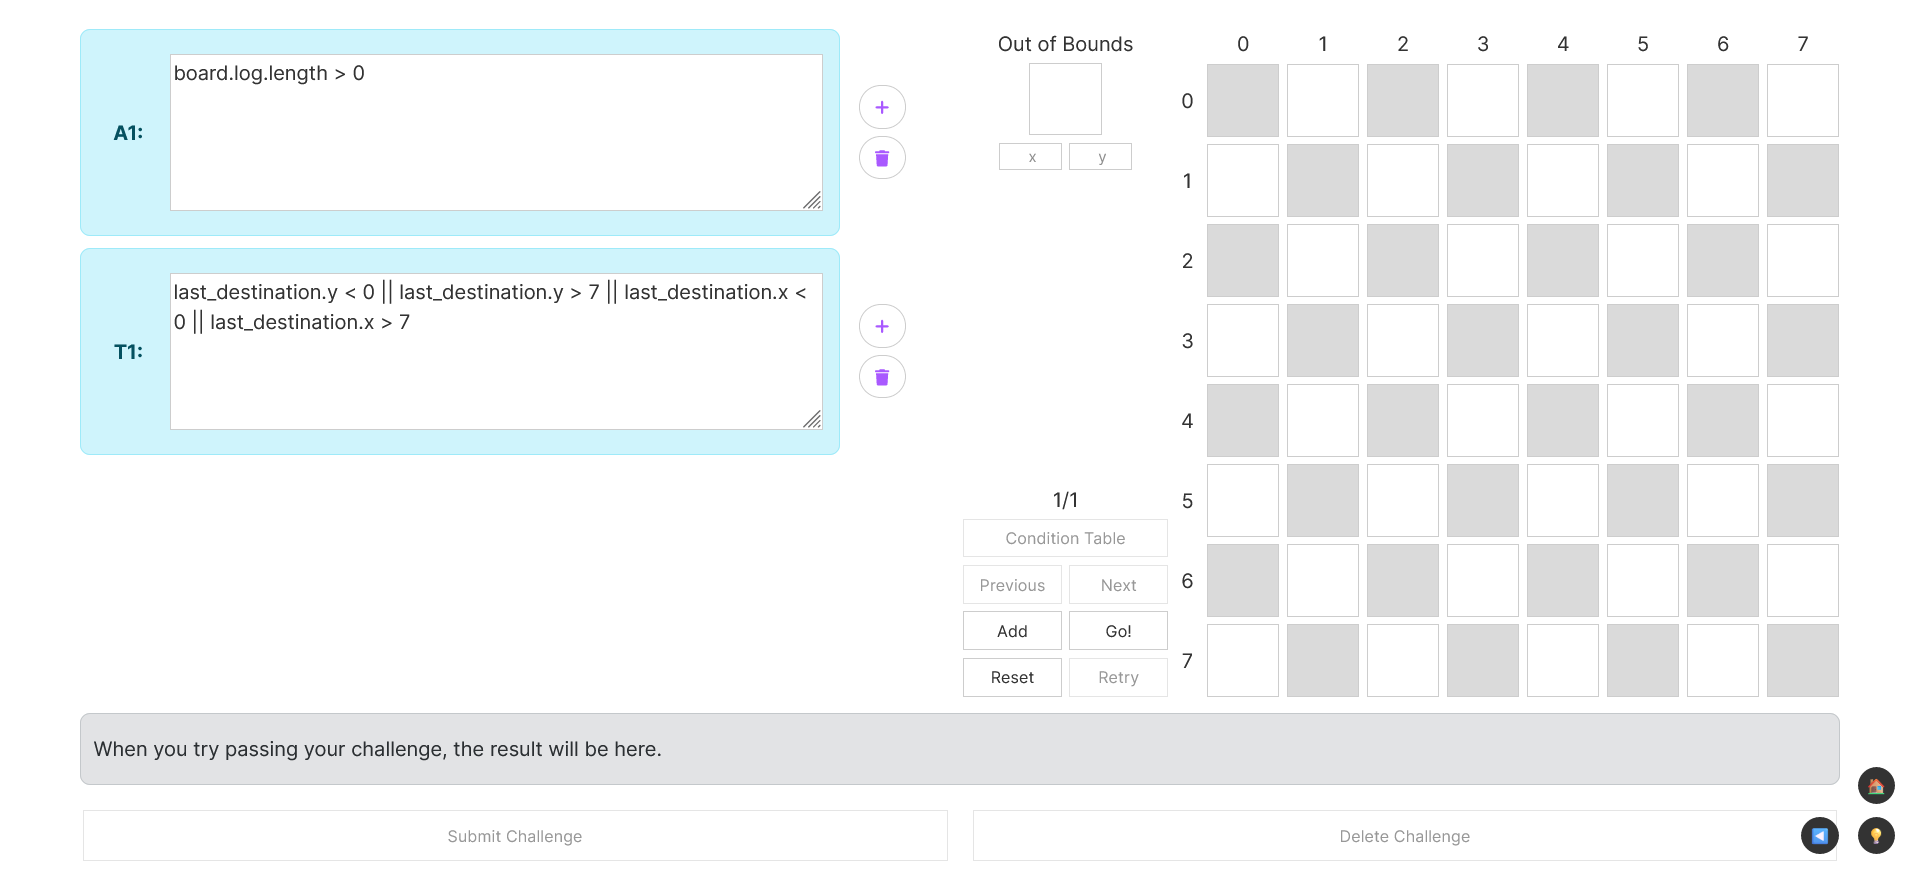 A1:
board.log.length > 0
+
T1:
last_destination.y < 0 || last_destination.y > 7 || last_destination.x <
0 || last_destination.x > 7
+
Out of Bounds
x y
1/1
Condition Table
Previous Next
Add Go!
Reset Retry
0 1 2 3 4 5 6 7
0
1
2
3
4
5
6
7
When you try passing your challenge, the result will be here.
Submit Challenge Delete Challenge